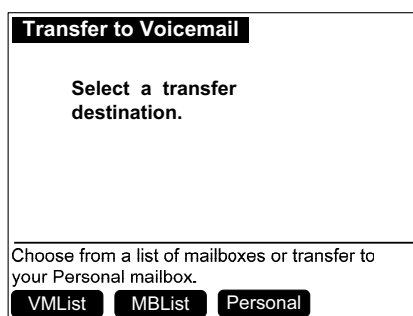 Transfer to Voicemail
Select a transfer
destination.
Choose from a list of mailboxes or transfer to
your Personal mailbox.
VMList MBList Personal